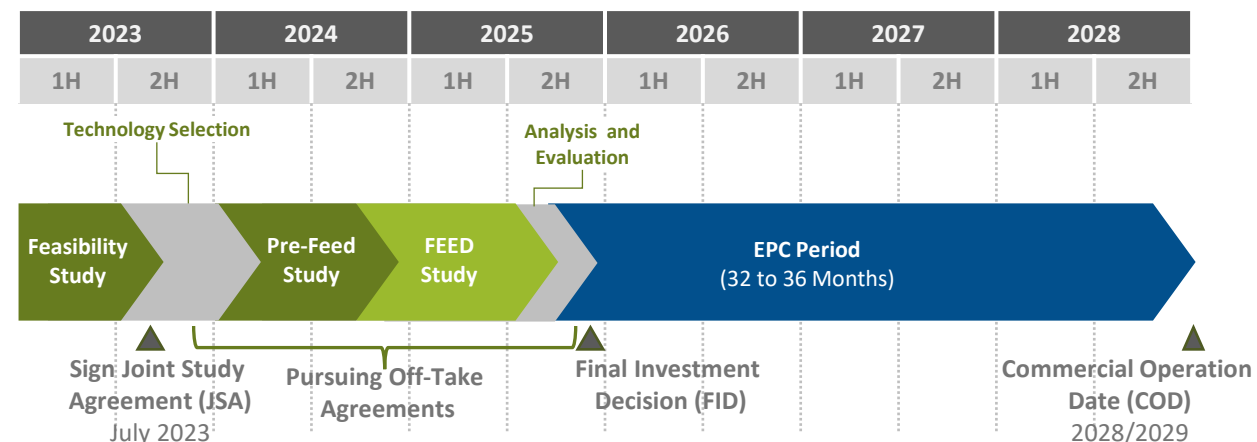 2023 2024 2025 2026 2027 2028
1H 2H 1H 2H 1H 2H 1H 2H 1H 2H 1H 2H
Technology Selection
Analysis and
Evaluation
Feasibility
Study
Pre-Feed
Study
FEED
Study
EPC Period
(32 to 36 Months)
Sign Joint Study
Agreement (JSA)
July 2023
Pursuing Off-Take
Agreements
Final Investment
Decision (FID)
Commercial Operation
Date (COD)
2028/2029